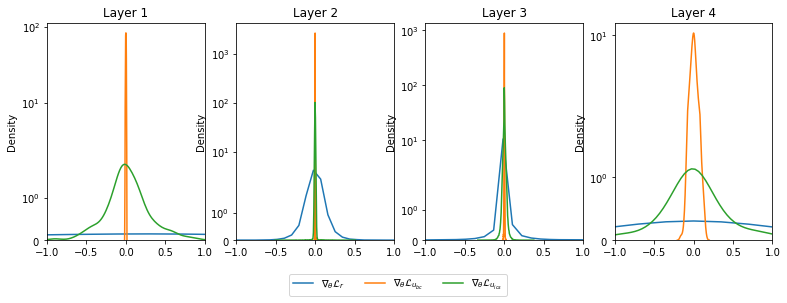 Layer 1 Layer 2 Layer 3 Layer 4
Density Density Density Density
10² 10¹ 10⁰ 0
10³ 10² 10¹ 10⁰ 0
10³ 10² 10¹ 10⁰ 0
10¹ 10⁰ 0
−1.0 −0.5 0.0 0.5 1.0 −1.0 −0.5 0.0 0.5 1.0 −1.0 −0.5 0.0 0.5 1.0 −1.0 −0.5 0.0 0.5 1.0
∇θℒr ∇θℒu_bc ∇θℒu_ics